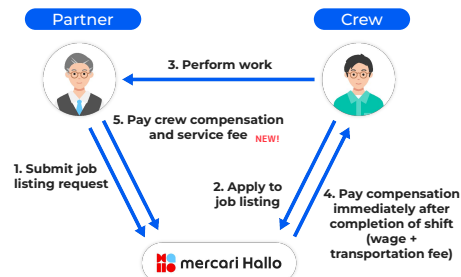 Partner
Crew
3. Perform work
5. Pay crew compensation
and service fee NEW!
1. Submit job
listing request
2. Apply to
job listing
4. Pay compensation
immediately after
completion of shift
(wage +
transportation fee)
mercari Hallo